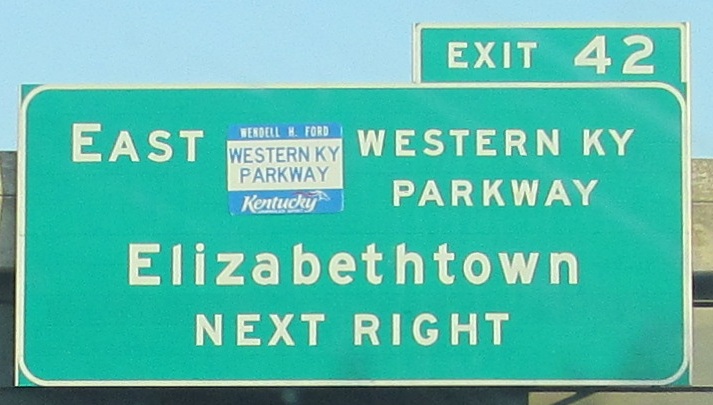 EXIT 42
EAST
WENDELL H. FORD
WESTERN KY
PARKWAY
Kentucky
WESTERN KY
PARKWAY
Elizabethtown
NEXT RIGHT